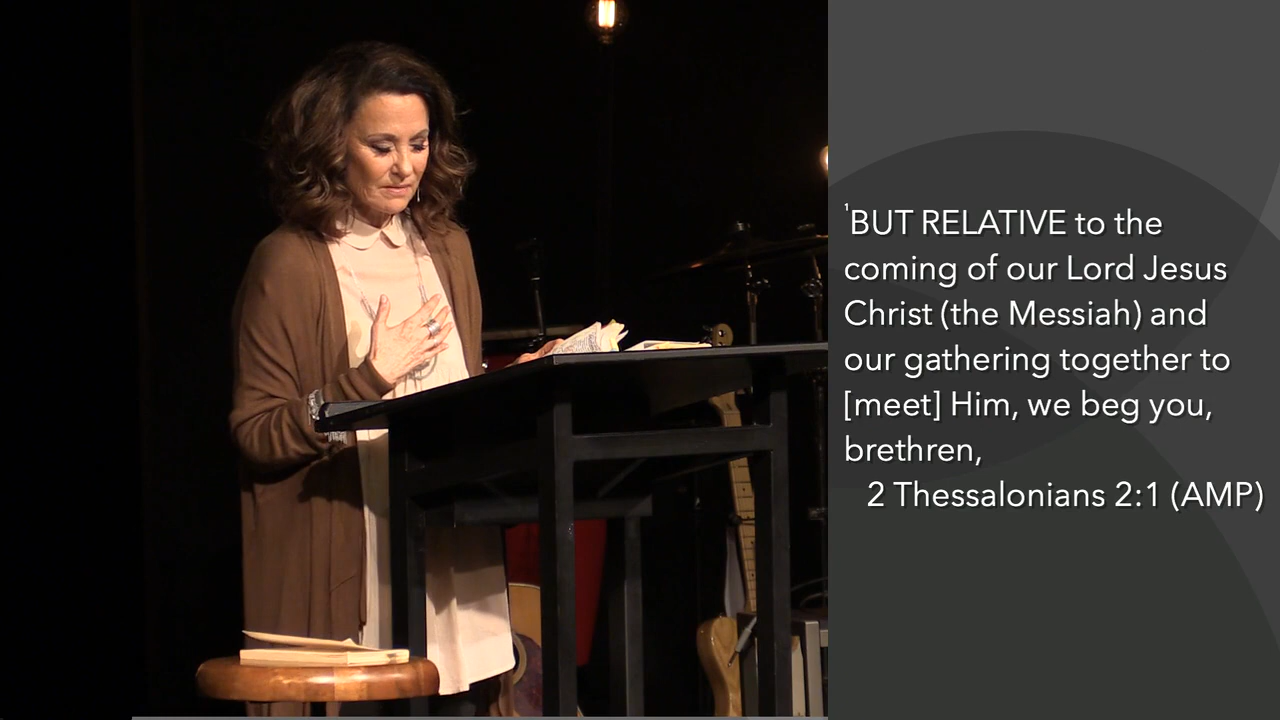 ¹BUT RELATIVE to the
coming of our Lord Jesus
Christ (the Messiah) and
our gathering together to
[meet] Him, we beg you,
brethren,
2 Thessalonians 2:1 (AMP)